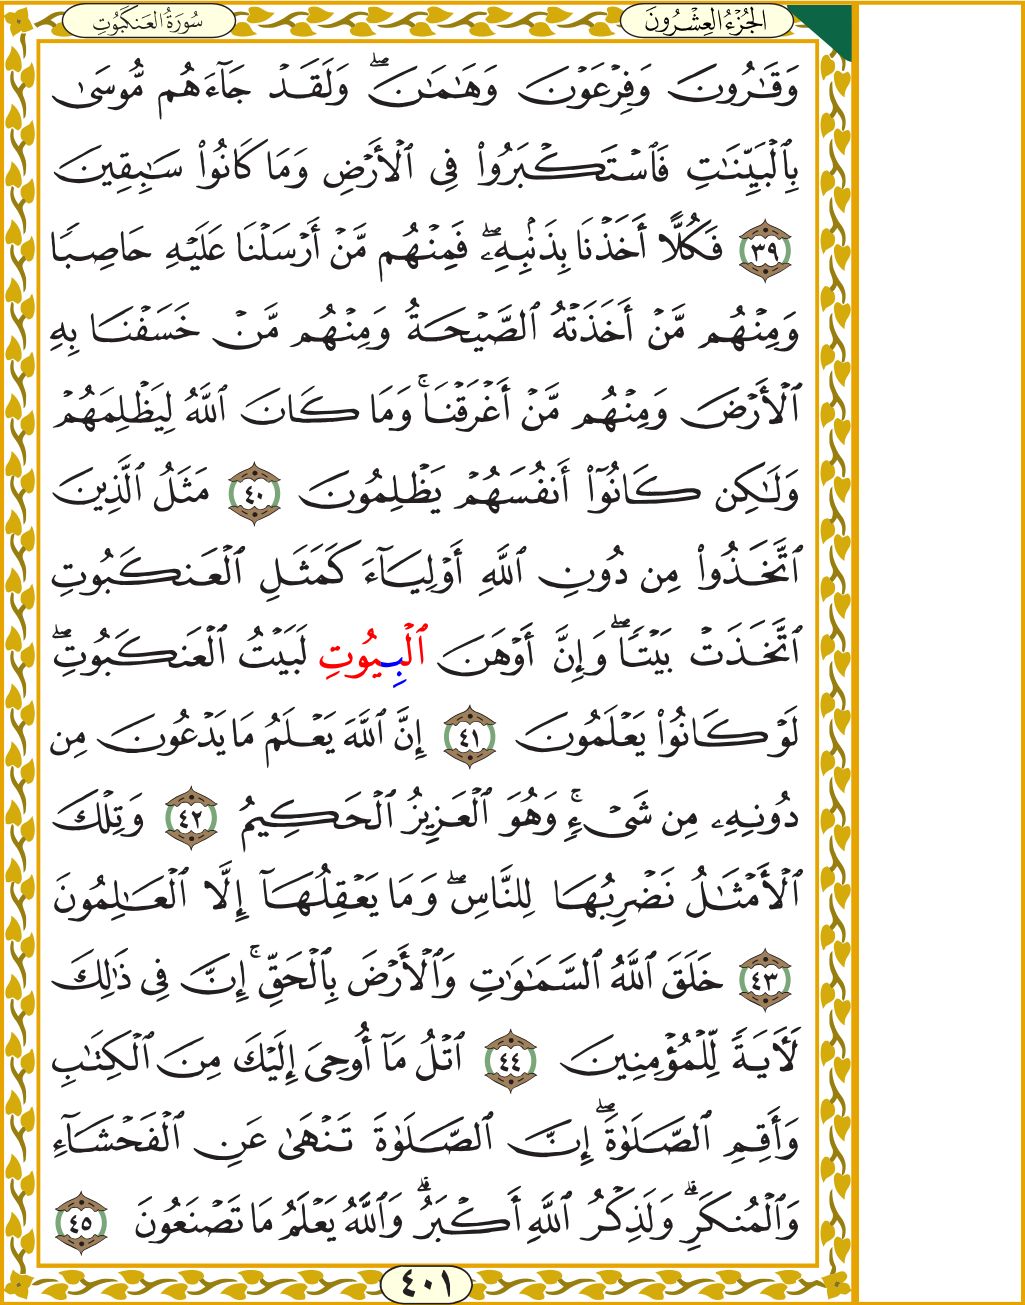 الجُزْءُ العِشْرُونَ
سُورَةُ العَنكَبُوتِ
وَقَٰرُونَ وَفِرْعَوْنَ وَهَٰمَٰنَۖ وَلَقَدْ جَآءَهُم مُّوسَىٰ
بِٱلْبَيِّنَٰتِ فَٱسْتَكْبَرُوا۟ فِى ٱلْأَرْضِ وَمَا كَانُوا۟ سَٰبِقِينَ
٣٩ فَكُلًّا أَخَذْنَا بِذَنۢبِهِۦۖ فَمِنْهُم مَّنْ أَرْسَلْنَا عَلَيْهِ حَاصِبًا
وَمِنْهُم مَّنْ أَخَذَتْهُ ٱلصَّيْحَةُ وَمِنْهُم مَّنْ خَسَفْنَا بِهِ
ٱلْأَرْضَ وَمِنْهُم مَّنْ أَغْرَقْنَاۚ وَمَا كَانَ ٱللَّهُ لِيَظْلِمَهُمْ
وَلَٰكِن كَانُوٓا۟ أَنفُسَهُمْ يَظْلِمُونَ ٤٠ مَثَلُ ٱلَّذِينَ
ٱتَّخَذُوا۟ مِن دُونِ ٱللَّهِ أَوْلِيَآءَ كَمَثَلِ ٱلْعَنكَبُوتِ
ٱتَّخَذَتْ بَيْتًاۖ وَإِنَّ أَوْهَنَ ٱلْبِيُوتِ لَبَيْتُ ٱلْعَنكَبُوتِۖ
لَوْ كَانُوا۟ يَعْلَمُونَ ٤١ إِنَّ ٱللَّهَ يَعْلَمُ مَا يَدْعُونَ مِن
دُونِهِۦ مِن شَىْءٍۚ وَهُوَ ٱلْعَزِيزُ ٱلْحَكِيمُ ٤٢ وَتِلْكَ
ٱلْأَمْثَٰلُ نَضْرِبُهَا لِلنَّاسِۖ وَمَا يَعْقِلُهَآ إِلَّا ٱلْعَٰلِمُونَ
٤٣ خَلَقَ ٱللَّهُ ٱلسَّمَٰوَٰتِ وَٱلْأَرْضَ بِٱلْحَقِّۚ إِنَّ فِى ذَٰلِكَ
لَءَايَةً لِّلْمُؤْمِنِينَ ٤٤ ٱتْلُ مَآ أُوحِىَ إِلَيْكَ مِنَ ٱلْكِتَٰبِ
وَأَقِمِ ٱلصَّلَوٰةَۖ إِنَّ ٱلصَّلَوٰةَ تَنْهَىٰ عَنِ ٱلْفَحْشَآءِ
وَٱلْمُنكَرِۗ وَلَذِكْرُ ٱللَّهِ أَكْبَرُۗ وَٱللَّهُ يَعْلَمُ مَا تَصْنَعُونَ ٤٥
٤٠١